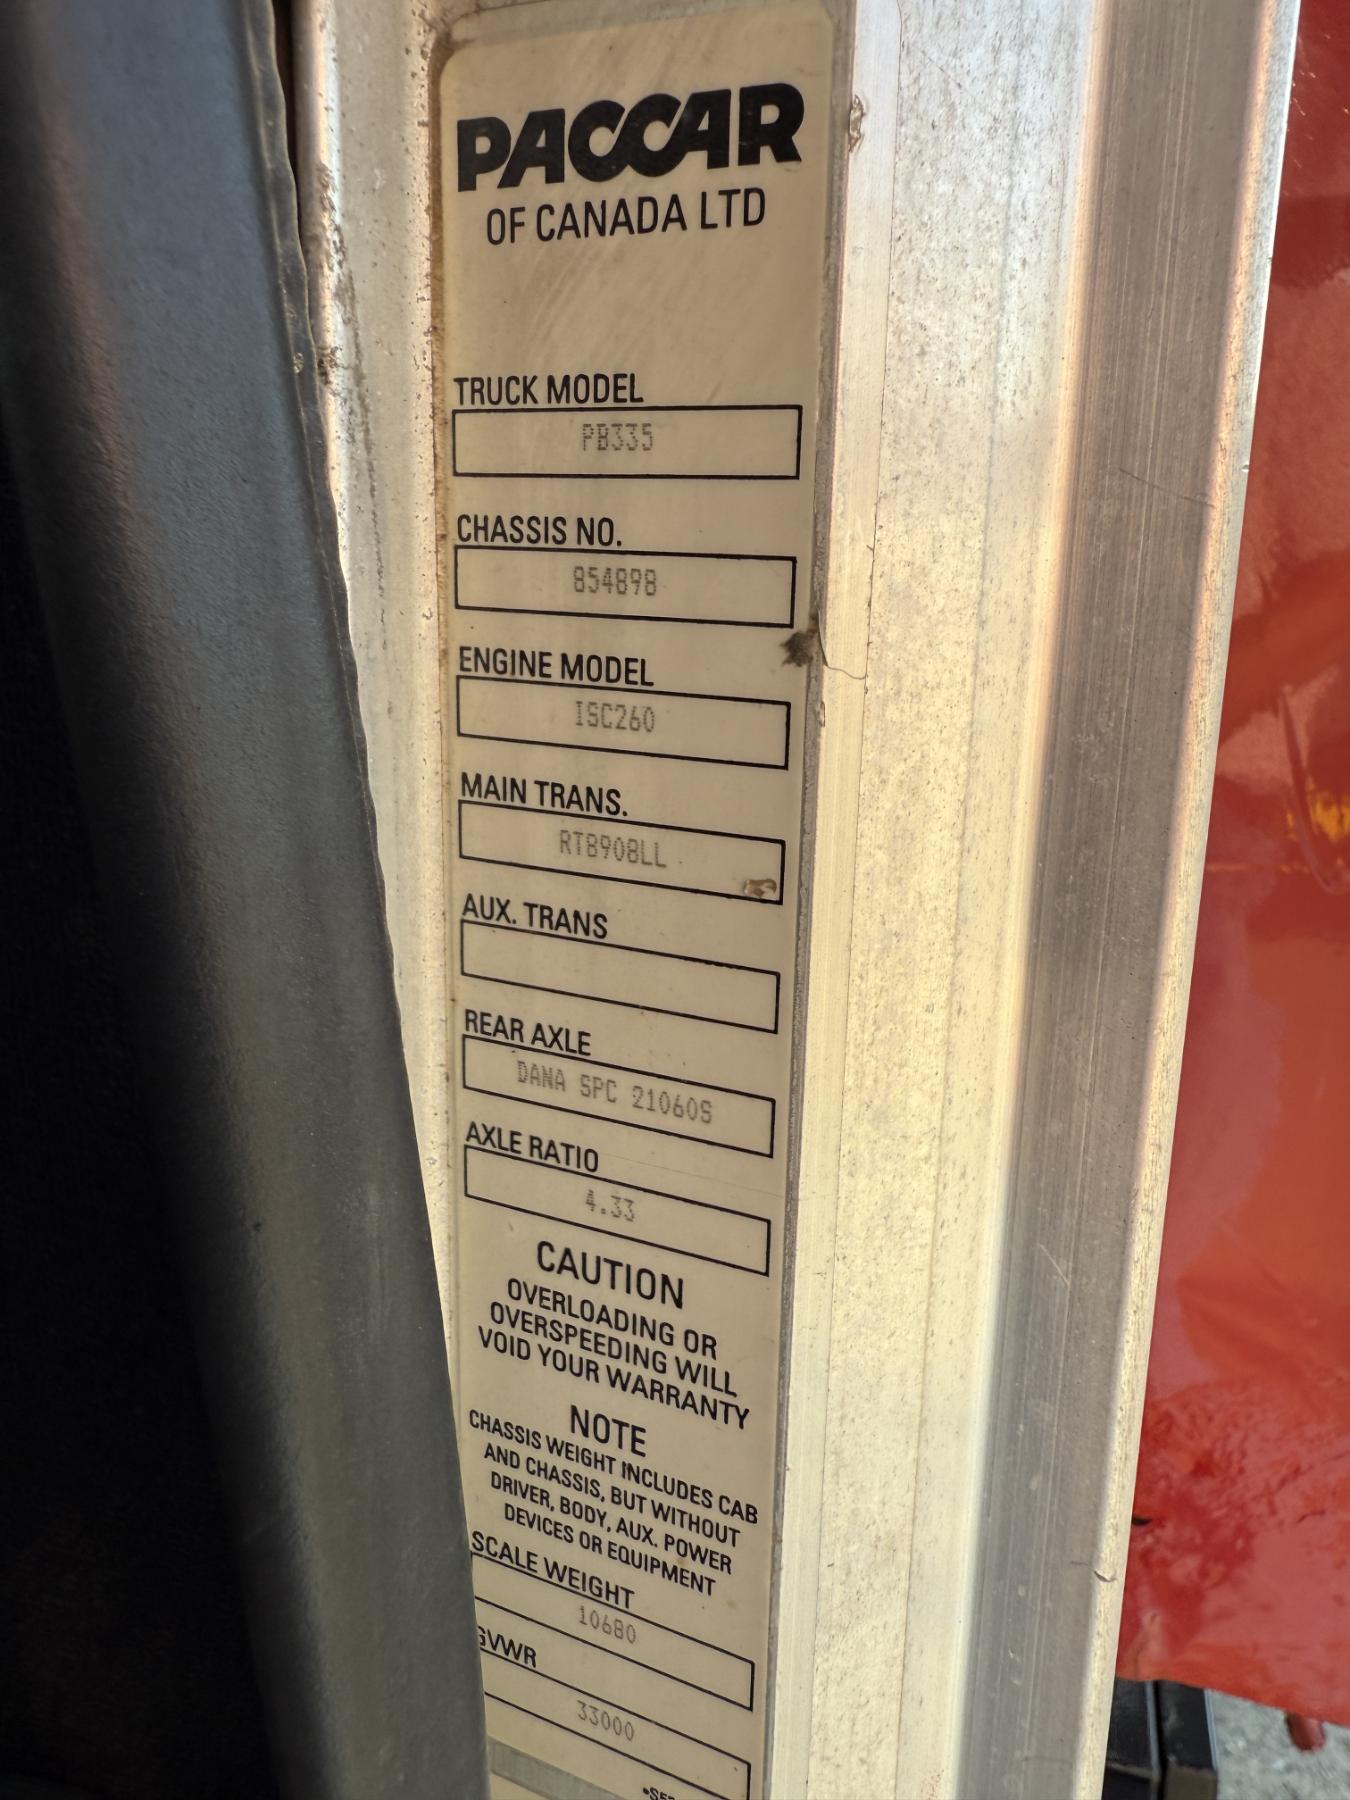 PACCAR
OF CANADA LTD
TRUCK MODEL
PB335
CHASSIS NO.
854898
ENGINE MODEL
ISC260
MAIN TRANS.
RT8908LL
AUX. TRANS
REAR AXLE
DANA SPC 21060S
AXLE RATIO
4.33
CAUTION
OVERLOADING OR
OVERSPEEDING WILL
VOID YOUR WARRANTY
NOTE
CHASSIS WEIGHT INCLUDES CAB
AND CHASSIS, BUT WITHOUT
DRIVER, BODY, AUX. POWER
DEVICES OR EQUIPMENT
SCALE WEIGHT
10680
GVWR
33000